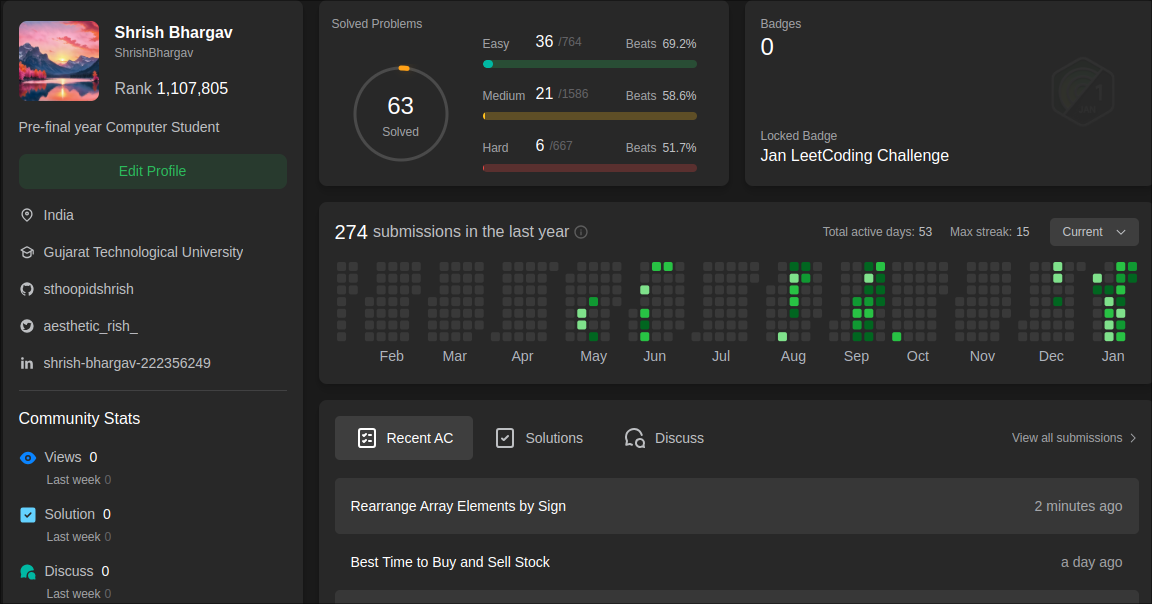 Shrish Bhargav
ShrishBhargav
Rank 1,107,805
Pre-final year Computer Student
Edit Profile
India
Gujarat Technological University
sthoopidshrish
aesthetic_rish_
shrish-bhargav-222356249
Community Stats
Views 0
Last week 0
Solution 0
Last week 0
Discuss 0
Last week 0
Solved Problems
63
Solved
Easy 36 /764 Beats 69.2%
Medium 21 /1586 Beats 58.6%
Hard 6 /667 Beats 51.7%
Badges
0
1
JAN
Locked Badge
Jan LeetCoding Challenge
274 submissions in the last year
Total active days: 53 Max streak: 15 Current
Feb Mar Apr May Jun Jul Aug Sep Oct Nov Dec Jan
Recent AC Solutions Discuss View all submissions
Rearrange Array Elements by Sign 2 minutes ago
Best Time to Buy and Sell Stock a day ago